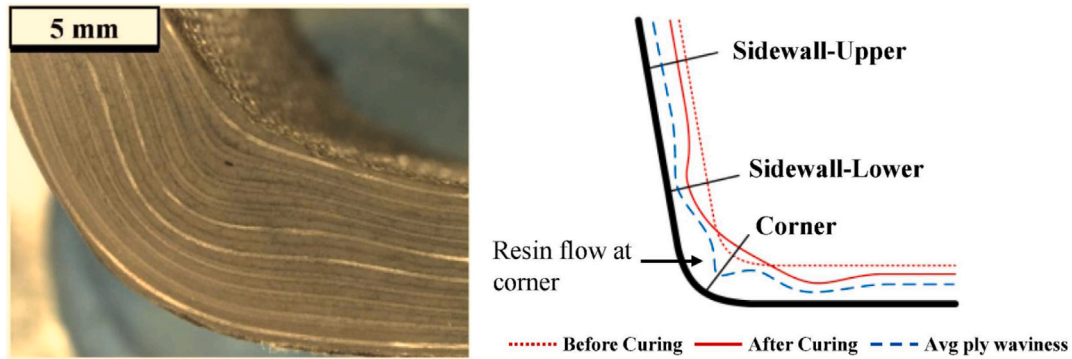 5 mm
Sidewall-Upper
Sidewall-Lower
Corner
Resin flow at
corner
Before Curing
After Curing
Avg ply waviness